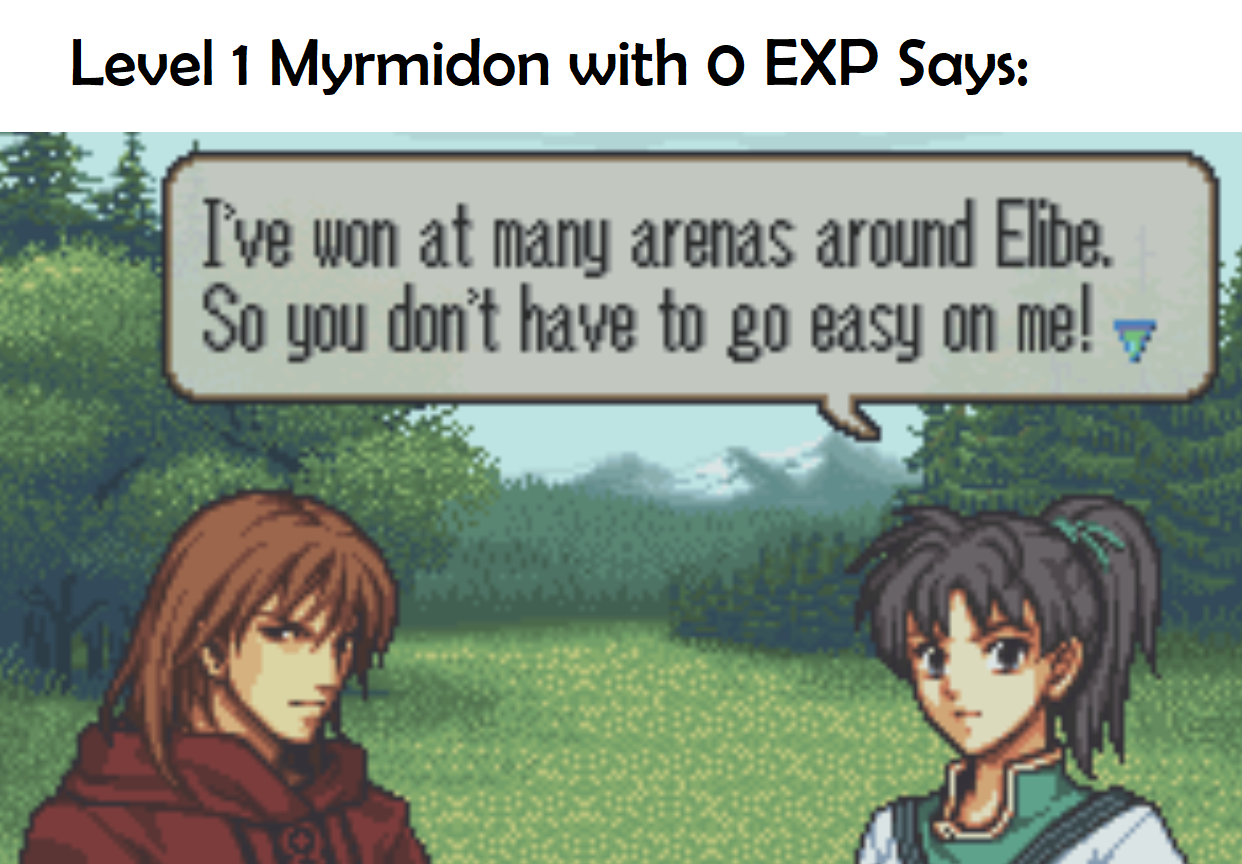 Level 1 Myrmidon with 0 EXP Says:
I've won at many arenas around Elibe.
So you don't have to go easy on me!